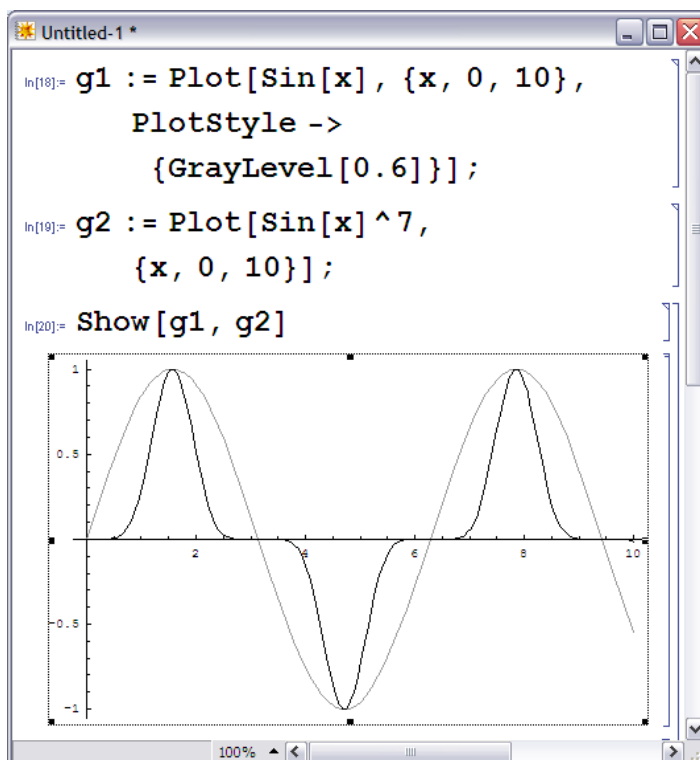 Untitled-1 *
In[18]:= g1 := Plot[Sin[x], {x, 0, 10},
PlotStyle ->
{GrayLevel[0.6]}];
In[19]:= g2 := Plot[Sin[x]^7,
{x, 0, 10}];
In[20]:= Show[g1, g2]
1
0.5
2 4 6 8 10
-0.5
-1
100%